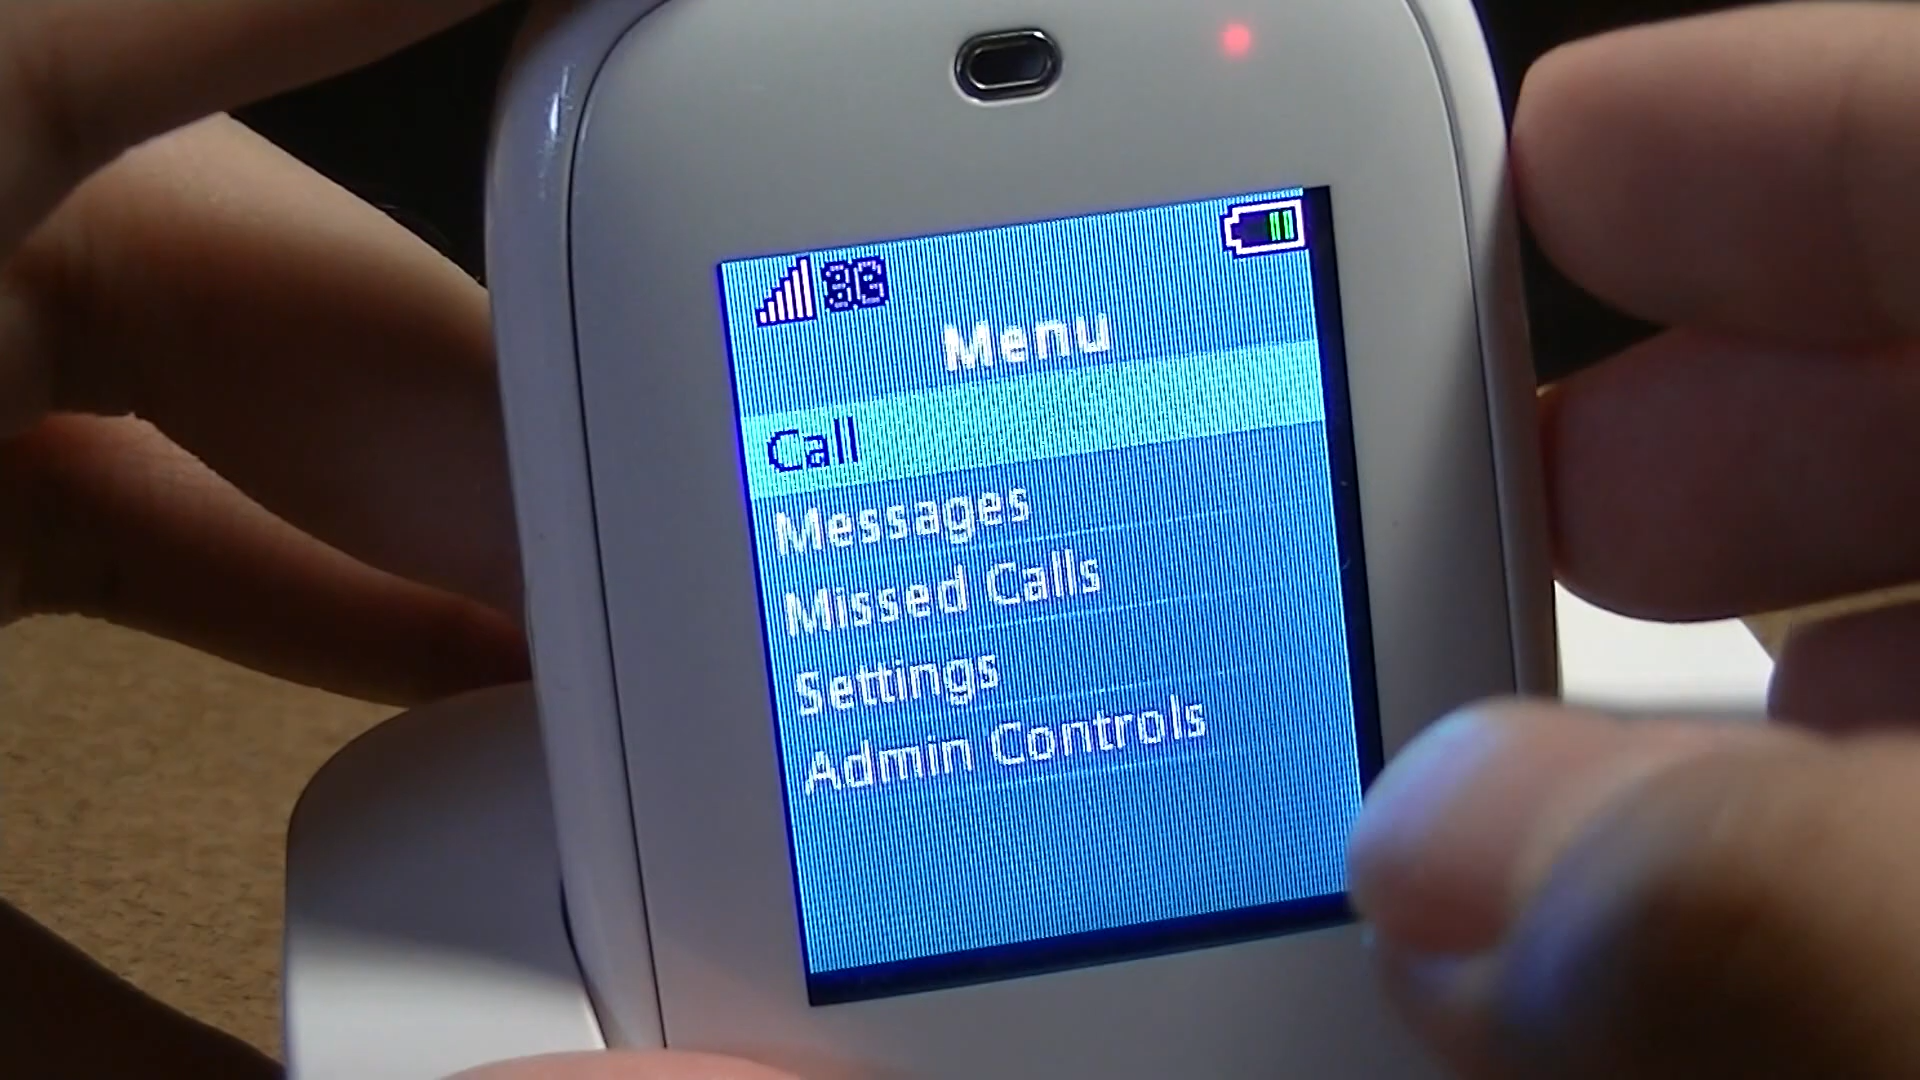 3G
Menu
Call
Messages
Missed Calls
Settings
Admin Controls